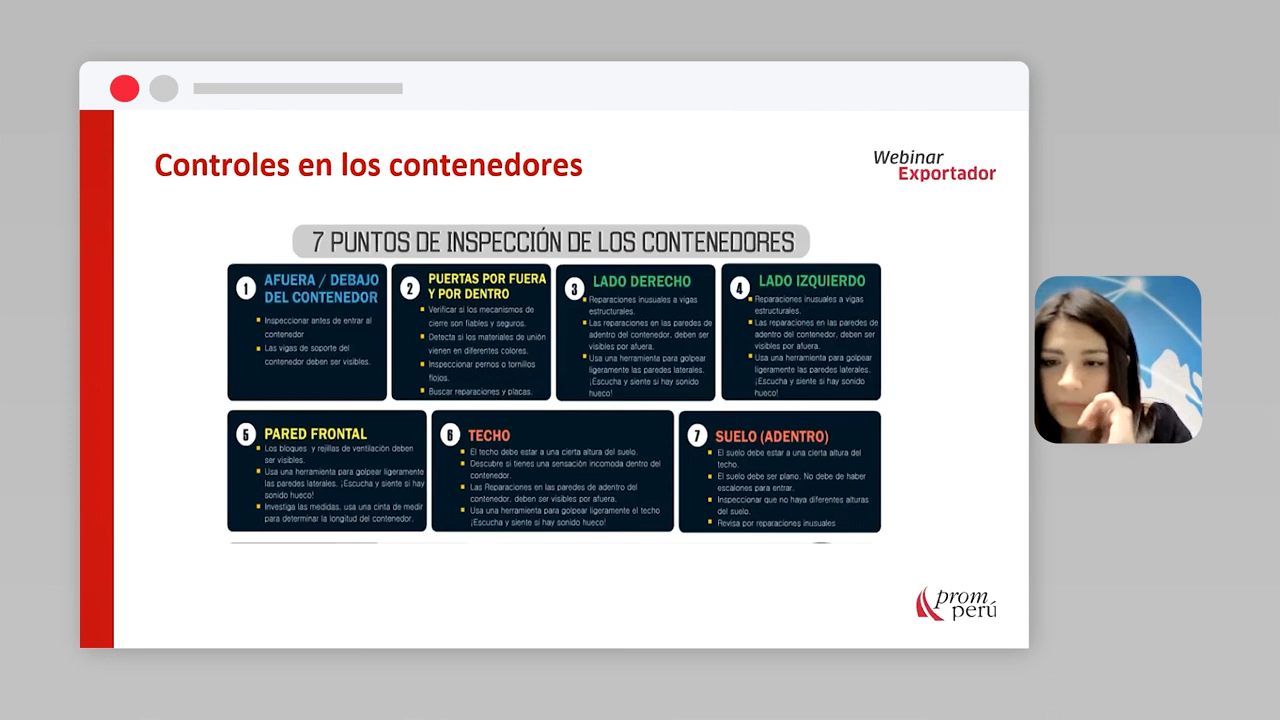 Controles en los contenedores
Webinar
Exportador
7 PUNTOS DE INSPECCIÓN DE LOS CONTENEDORES
1
AFUERA / DEBAJO
DEL CONTENEDOR
Inspeccionar antes de entrar al
contenedor
Las vigas de soporte del
contenedor deben ser visibles.
2
PUERTAS POR FUERA
Y POR DENTRO
Verificar si los mecanismos de
cierre son fiables y seguros.
Detecta si los materiales de unión
vienen en diferentes colores.
Inspeccionar pernos o tornillos
flojos.
Buscar reparaciones y placas.
3
LADO DERECHO
Reparaciones inusuales a vigas
estructurales.
Las reparaciones en las paredes de
adentro del contenedor, deben ser
visibles por afuera.
Usa una herramienta para golpear
ligeramente las paredes laterales.
¡Escucha y siente si hay sonido
hueco!
4
LADO IZQUIERDO
Reparaciones inusuales a vigas
estructurales.
Las reparaciones en las paredes de
adentro del contenedor, deben ser
visibles por afuera.
Usa una herramienta para golpear
ligeramente las paredes laterales.
¡Escucha y siente si hay sonido
hueco!
5
PARED FRONTAL
Los bloques y rejillas de ventilación deben
ser visibles.
Usa una herramienta para golpear ligeramente
las paredes laterales. ¡Escucha y siente si hay
sonido hueco!
Investiga las medidas, usa una cinta de medir
para determinar la longitud del contenedor.
6
TECHO
El techo debe estar a una cierta altura del suelo.
Descubre si tienes una sensación incomoda dentro del
contenedor.
Las Reparaciones en las paredes de adentro del
contenedor, deben ser visibles por afuera.
Usa una herramienta para golpear ligeramente el techo
¡Escucha y siente si hay sonido hueco!
7
SUELO (ADENTRO)
El suelo debe estar a una cierta altura del
techo.
El suelo debe ser plano. No debe de haber
escalones para entrar.
Inspeccionar que no haya diferentes alturas
del suelo.
Revisa por reparaciones inusuales
prom
perú